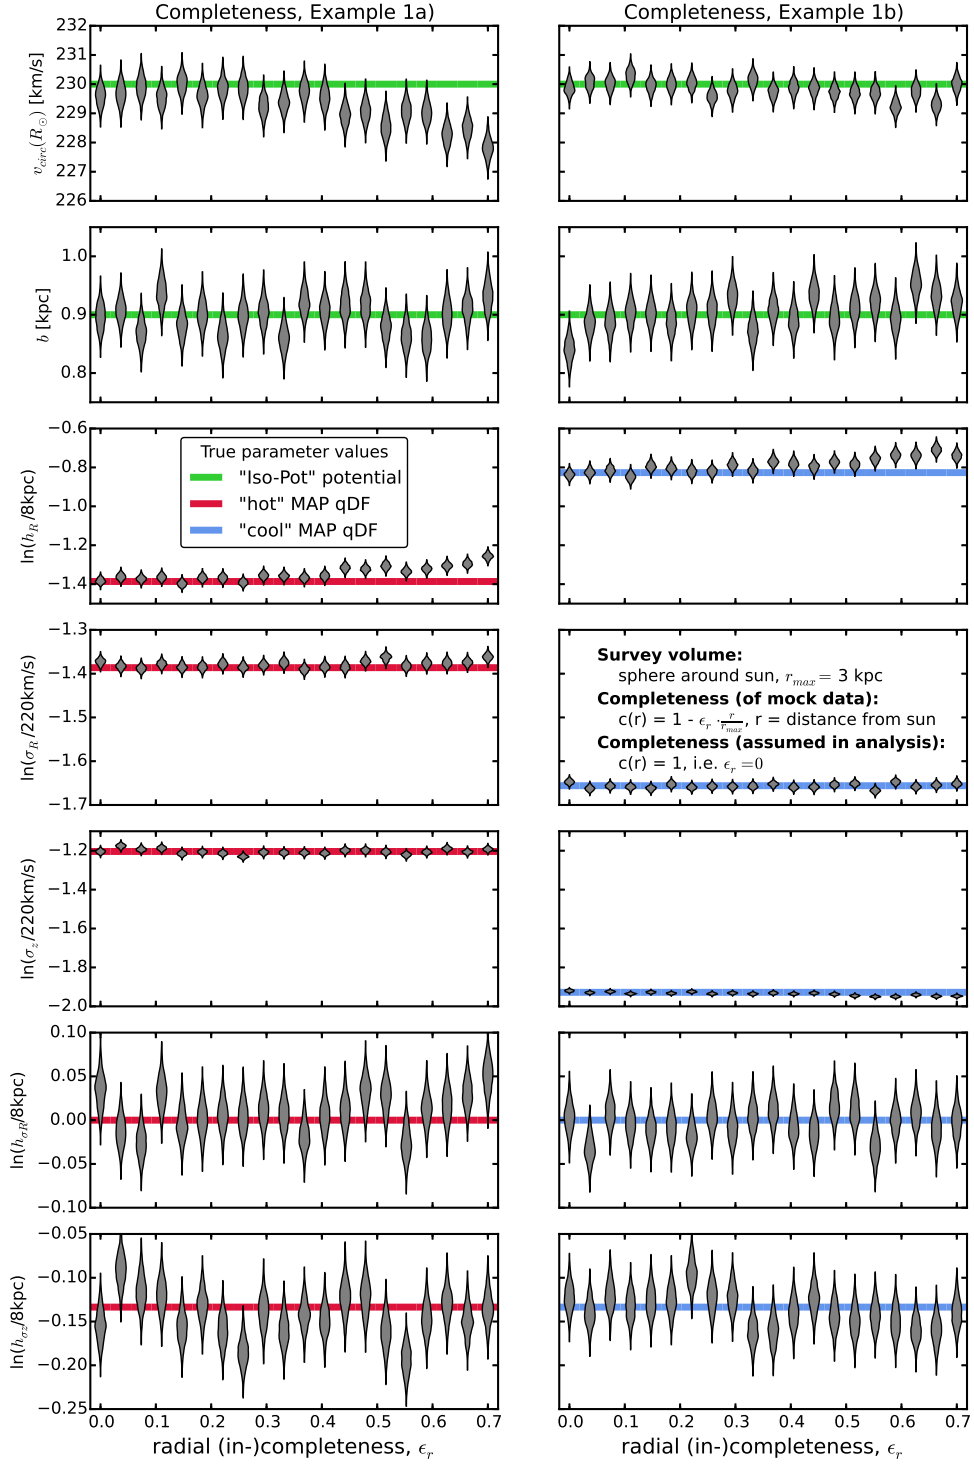 Completeness, Example 1a)
Completeness, Example 1b)
232
231
230
229
228
227
226
v_circ(R_⊙) [km/s]
1.0
0.9
0.8
b [kpc]
−0.6
−0.8
−1.0
−1.2
−1.4
ln(h_R/8kpc)
True parameter values
"Iso-Pot" potential
"hot" MAP qDF
"cool" MAP qDF
−1.3
−1.4
−1.5
−1.6
−1.7
ln(σ_R/220km/s)
Survey volume:
sphere around sun, r_max = 3 kpc
Completeness (of mock data):
c(r) = 1 - ϵ_r · r/r_max, r = distance from sun
Completeness (assumed in analysis):
c(r) = 1, i.e. ϵ_r = 0
−1.2
−1.4
−1.6
−1.8
−2.0
ln(σ_z/220km/s)
0.10
0.05
0.00
−0.05
−0.10
ln(h_σR/8kpc)
−0.05
−0.10
−0.15
−0.20
−0.25
ln(h_σz/8kpc)
0.0 0.1 0.2 0.3 0.4 0.5 0.6 0.7
radial (in-)completeness, ϵ_r
0.0 0.1 0.2 0.3 0.4 0.5 0.6 0.7
radial (in-)completeness, ϵ_r